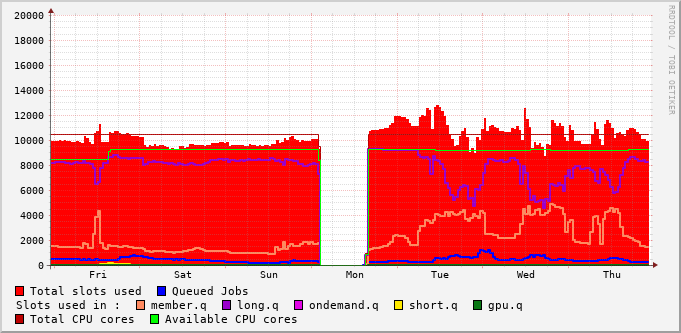 20000
18000
16000
14000
12000
10000
8000
6000
4000
2000
0
Fri Sat Sun Mon Tue Wed Thu
RRDTOOL / TOBI OETIKER
Total slots used Queued Jobs
Slots used in : member.q long.q ondemand.q short.q gpu.q
Total CPU cores Available CPU cores